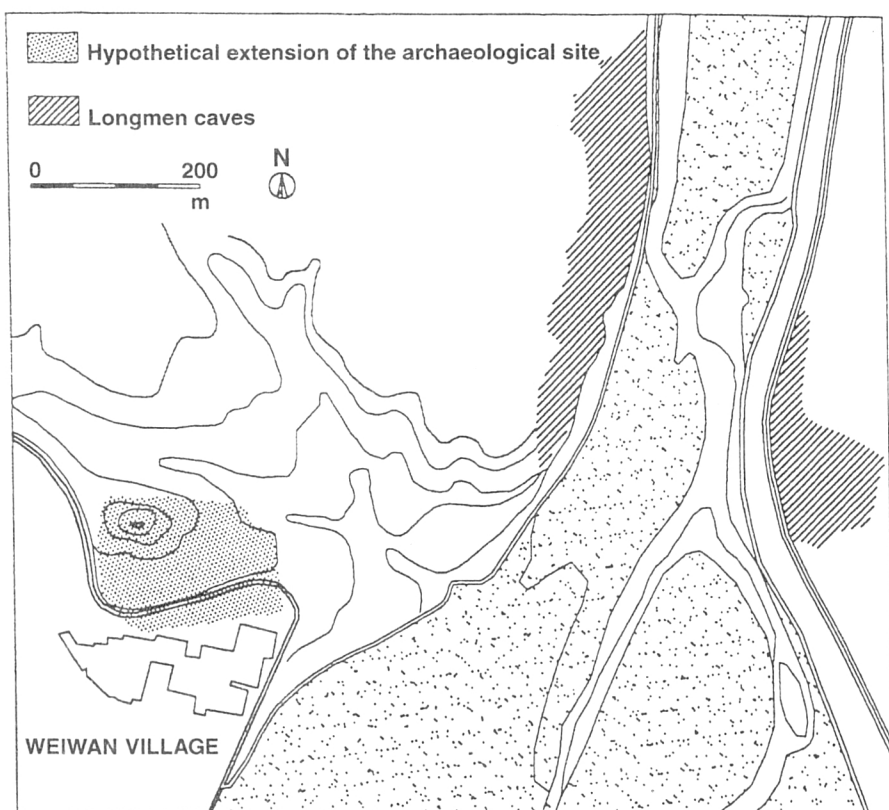 Hypothetical extension of the archaeological site
Longmen caves
0 200
m
N
WEIWAN VILLAGE